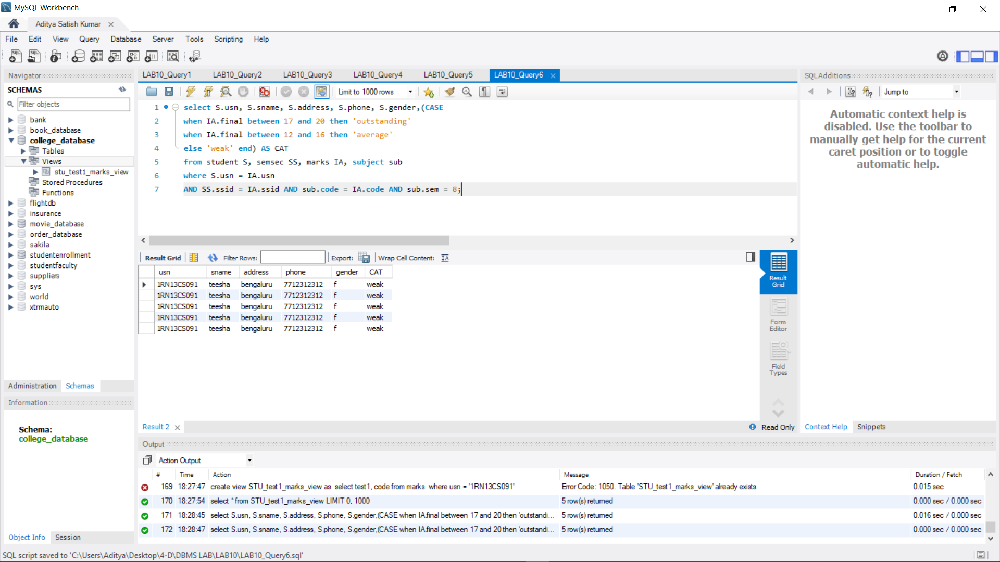 MySQL Workbench
Aditya Satish Kumar
File Edit View Query Database Server Tools Scripting Help
Navigator
SCHEMAS
Filter objects
bank
book_database
college_database
Tables
Views
stu_test1_marks_view
Stored Procedures
Functions
flightdb
insurance
movie_database
order_database
sakila
studentenrollment
studentfaculty
suppliers
sys
world
xtrmauto
Administration Schemas
Information
Schema:
college_database
Object Info Session
LAB10_Query1 LAB10_Query2 LAB10_Query3 LAB10_Query4 LAB10_Query5 LAB10_Query6
Limit to 1000 rows
1 select S.usn, S.sname, S.address, S.phone, S.gender,(CASE
2 when IA.final between 17 and 20 then 'outstanding'
3 when IA.final between 12 and 16 then 'average'
4 else 'weak' end) AS CAT
5 from student S, semsec SS, marks IA, subject sub
6 where S.usn = IA.usn
7 AND SS.ssid = IA.ssid AND sub.code = IA.code AND sub.sem = 8;
Result Grid Filter Rows: Export: Wrap Cell Content:
usn sname address phone gender CAT
1RN13CS091 teesha bengaluru 7712312312 f weak
1RN13CS091 teesha bengaluru 7712312312 f weak
1RN13CS091 teesha bengaluru 7712312312 f weak
1RN13CS091 teesha bengaluru 7712312312 f weak
1RN13CS091 teesha bengaluru 7712312312 f weak
Result
Grid
Form
Editor
Field
Types
Result 2
Read Only
SQLAdditions
Jump to
Automatic context help is
disabled. Use the toolbar to
manually get help for the current
caret position or to toggle
automatic help.
Context Help Snippets
Output
Action Output
# Time Action Message Duration / Fetch
169 18:27:47 create view STU_test1_marks_view as select test1, code from marks where usn = '1RN13CS091' Error Code: 1050. Table 'STU_test1_marks_view' already exists 0.015 sec
170 18:27:54 select * from STU_test1_marks_view LIMIT 0, 1000 5 row(s) returned 0.000 sec / 0.000 sec
171 18:28:45 select S.usn, S.sname, S.address, S.phone, S.gender,(CASE when IA.final between 17 and 20 then 'outstandi... 5 row(s) returned 0.016 sec / 0.000 sec
172 18:28:47 select S.usn, S.sname, S.address, S.phone, S.gender,(CASE when IA.final between 17 and 20 then 'outstandi... 5 row(s) returned 0.000 sec / 0.000 sec
SQL script saved to 'C:\Users\Aditya\Desktop\4-D\DBMS LAB\LAB10\LAB10_Query6.sql'